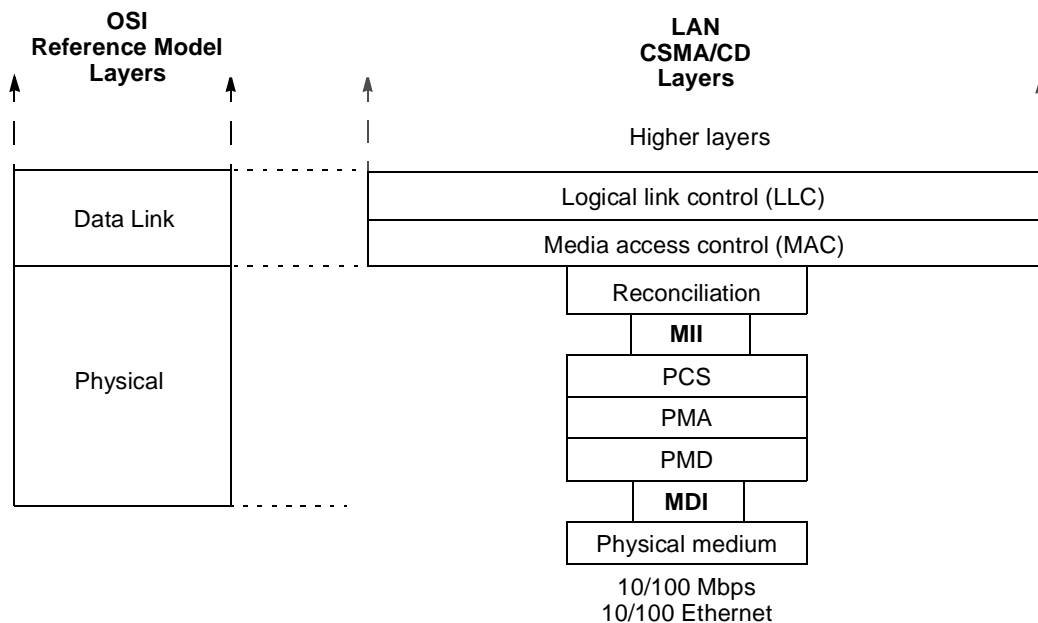 OSI
Reference Model
Layers
LAN
CSMA/CD
Layers
Higher layers
Data Link
Logical link control (LLC)
Media access control (MAC)
Physical
Reconciliation
MII
PCS
PMA
PMD
MDI
Physical medium
10/100 Mbps
10/100 Ethernet